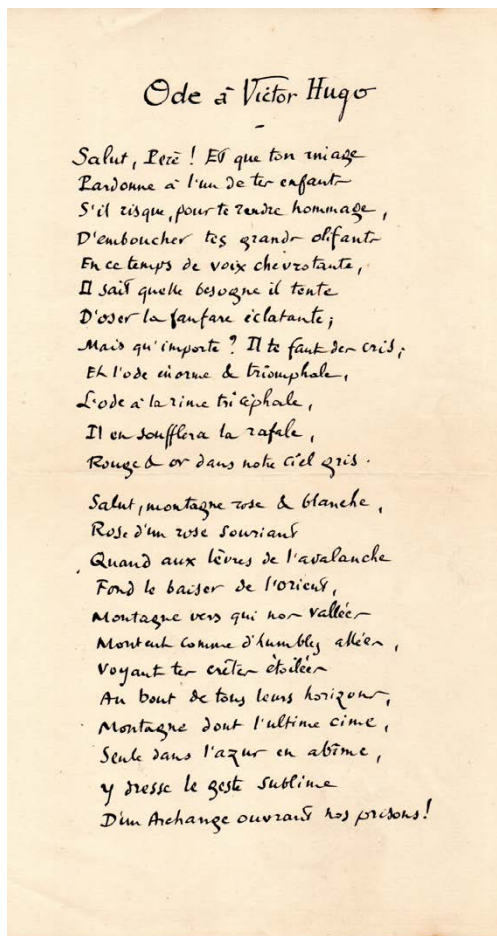 Ode à Victor Hugo
Salut, Père ! Et que ton image
Pardonne à l'un de tes enfants
S'il risque, pour te rendre hommage,
D'emboucher tes grands olifants
En ce temps de voix chevrotante,
Il sait quelle besogne il tente
D'oser la fanfare éclatante ;
Mais qu'importe ? Il te faut des cris ;
Et l'ode énorme & triomphale,
L'ode à la rime tricéphale,
Il en soufflera la rafale,
Rouge & or dans notre ciel gris.
Salut, montagne rose & blanche,
Rose d'un rose souriant
Quand aux lèvres de l'avalanche
Fond le baiser de l'orient,
Montagne vers qui nos vallées
Montent comme d'humbles allées,
Voyant tes crêtes étoilées
Au bout de tous leurs horizons,
Montagne dont l'ultime cime,
Seule dans l'azur en abîme,
Y dresse le geste sublime
D'un Archange ouvrant nos prisons !